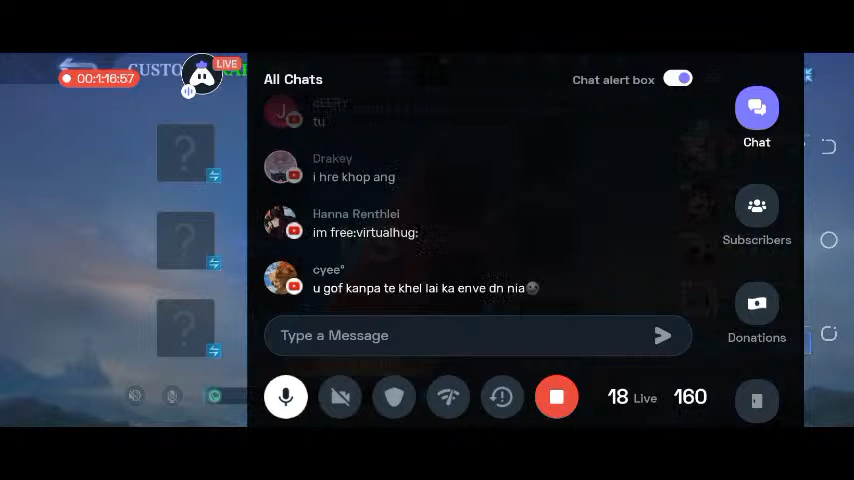 CUSTO
LIVE
00:1:16:57
All Chats
Chat alert box
J
tu
Drakey
i hre khop ang
Chat
Hanna Renthlei
im free:virtualhug:
Subscribers
cyee°
u gof kanpa te khel lai ka enve dn nia
Type a Message
Donations
18 Live 160